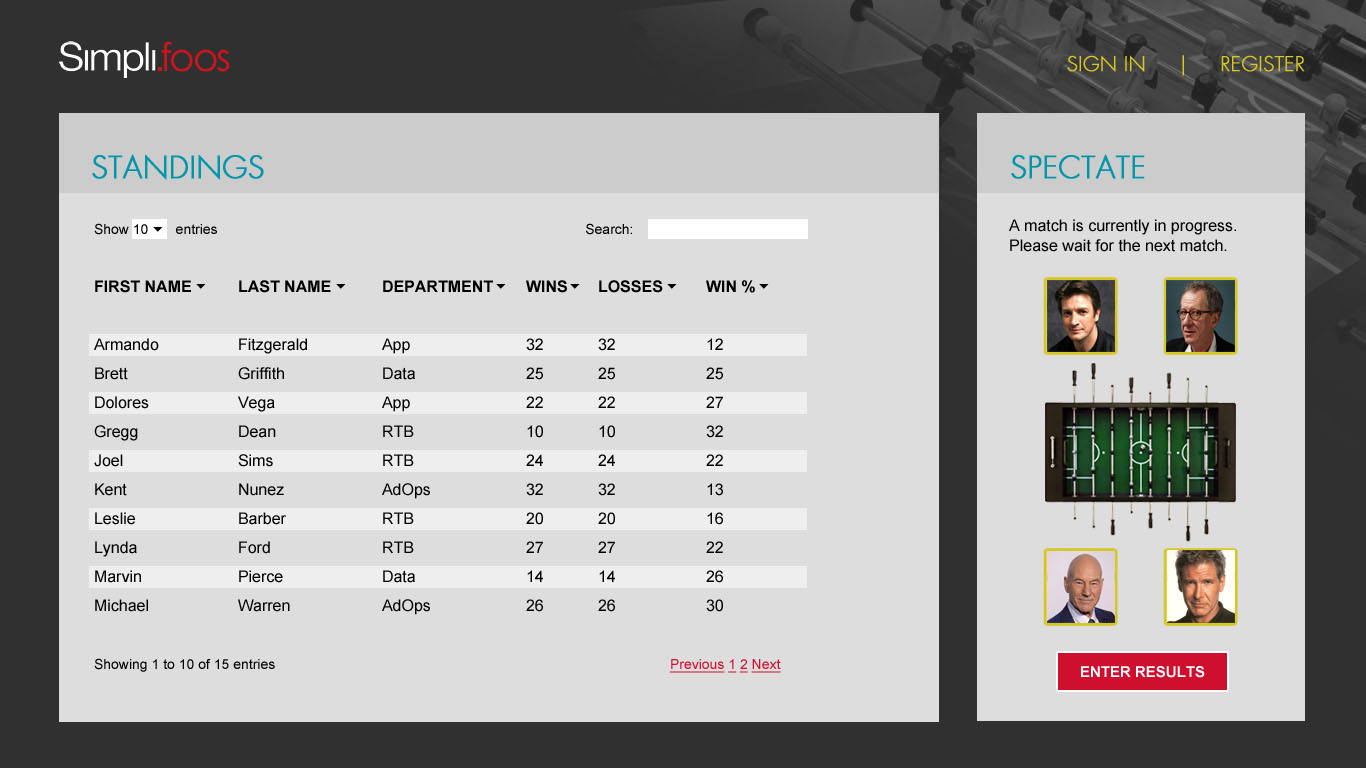 Simpli.foos
SIGN IN | REGISTER
STANDINGS
Show 10 entries Search:
FIRST NAME LAST NAME DEPARTMENT WINS LOSSES WIN %
Armando Fitzgerald App 32 32 12
Brett Griffith Data 25 25 25
Dolores Vega App 22 22 27
Gregg Dean RTB 10 10 32
Joel Sims RTB 24 24 22
Kent Nunez AdOps 32 32 13
Leslie Barber RTB 20 20 16
Lynda Ford RTB 27 27 22
Marvin Pierce Data 14 14 26
Michael Warren AdOps 26 26 30
Showing 1 to 10 of 15 entries Previous 1 2 Next
SPECTATE
A match is currently in progress.
Please wait for the next match.
ENTER RESULTS